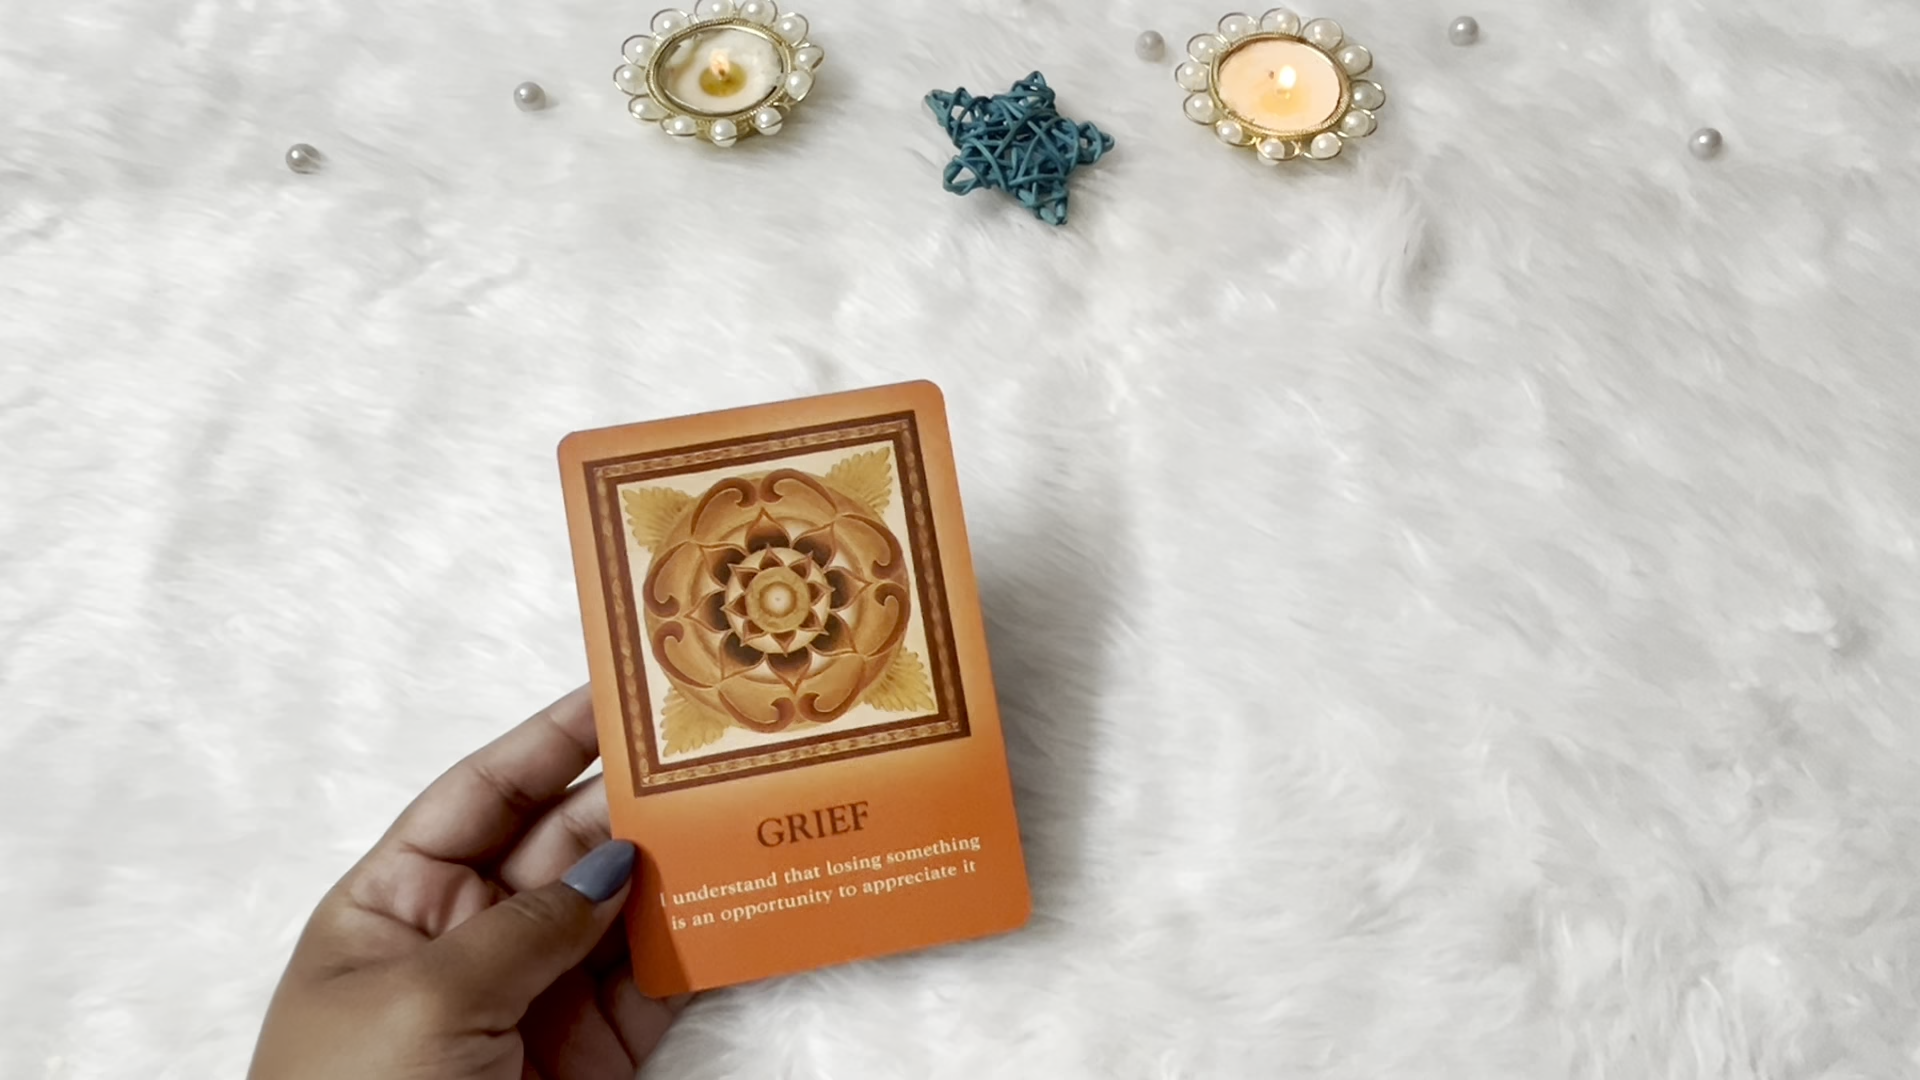 GRIEF
I understand that losing something
is an opportunity to appreciate it